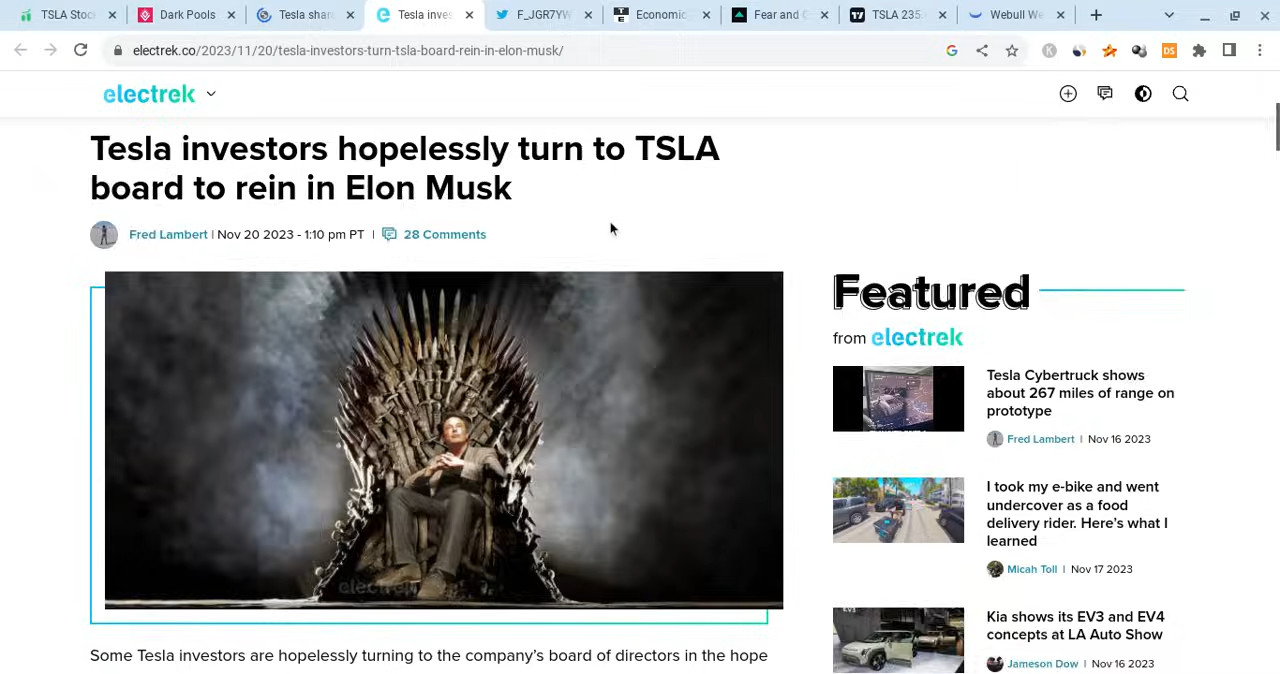 TSLA Stoc
Dark Pools
Tesla shar
Tesla inves
F_JGR7YW
Economic
Fear and G
TSLA 235.
Webull We
electrek.co/2023/11/20/tesla-investors-turn-tsla-board-rein-in-elon-musk/
DS
electrek
Tesla investors hopelessly turn to TSLA
board to rein in Elon Musk
Fred Lambert | Nov 20 2023 - 1:10 pm PT | 28 Comments
electrek
Featured
from electrek
Tesla Cybertruck shows
about 267 miles of range on
prototype
Fred Lambert | Nov 16 2023
I took my e-bike and went
undercover as a food
delivery rider. Here's what I
learned
Micah Toll | Nov 17 2023
EV3
Kia shows its EV3 and EV4
concepts at LA Auto Show
Jameson Dow | Nov 16 2023
Some Tesla investors are hopelessly turning to the company's board of directors in the hope